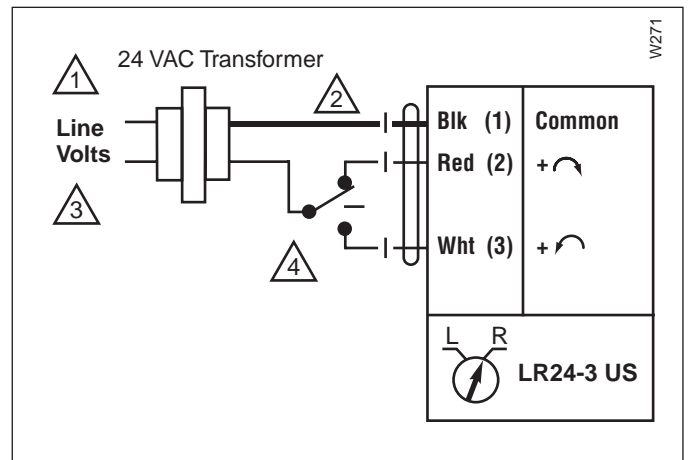 W271
24 VAC Transformer
1
2
Line
Volts
3
4
Blk (1) Common
Red (2) +
Wht (3) +
L R
LR24-3 US